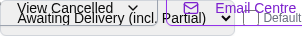 View Cancelled
Email Centre
Awaiting Delivery (incl. Partial)
Default